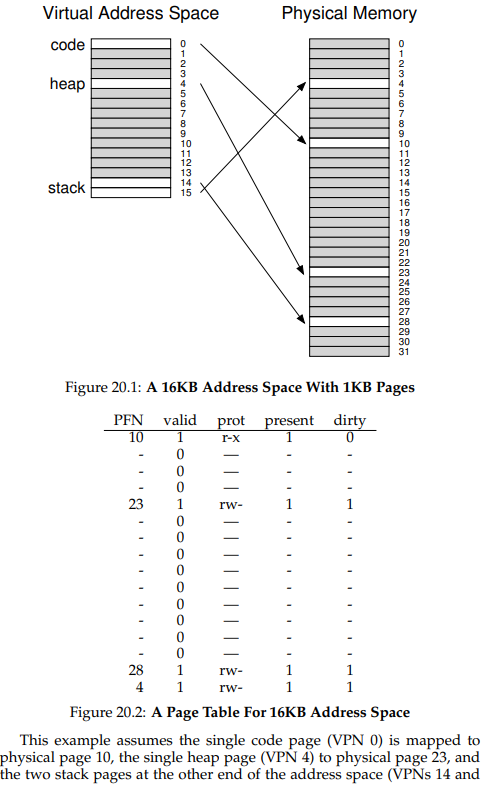 Virtual Address Space Physical Memory
code 0 0
1 1
2 2
3 3
heap 4 4
5 5
6 6
7 7
8 8
9 9
10 10
11 11
12 12
13 13
14 14
stack 15 15
16
17
18
19
20
21
22
23
24
25
26
27
28
29
30
31
Figure 20.1: A 16KB Address Space With 1KB Pages
PFN valid prot present dirty
10 1 r-x 1 0
- 0 — - -
- 0 — - -
- 0 — - -
23 1 rw- 1 1
- 0 — - -
- 0 — - -
- 0 — - -
- 0 — - -
- 0 — - -
- 0 — - -
- 0 — - -
- 0 — - -
- 0 — - -
28 1 rw- 1 1
4 1 rw- 1 1
Figure 20.2: A Page Table For 16KB Address Space
This example assumes the single code page (VPN 0) is mapped to
physical page 10, the single heap page (VPN 4) to physical page 23, and
the two stack pages at the other end of the address space (VPNs 14 and